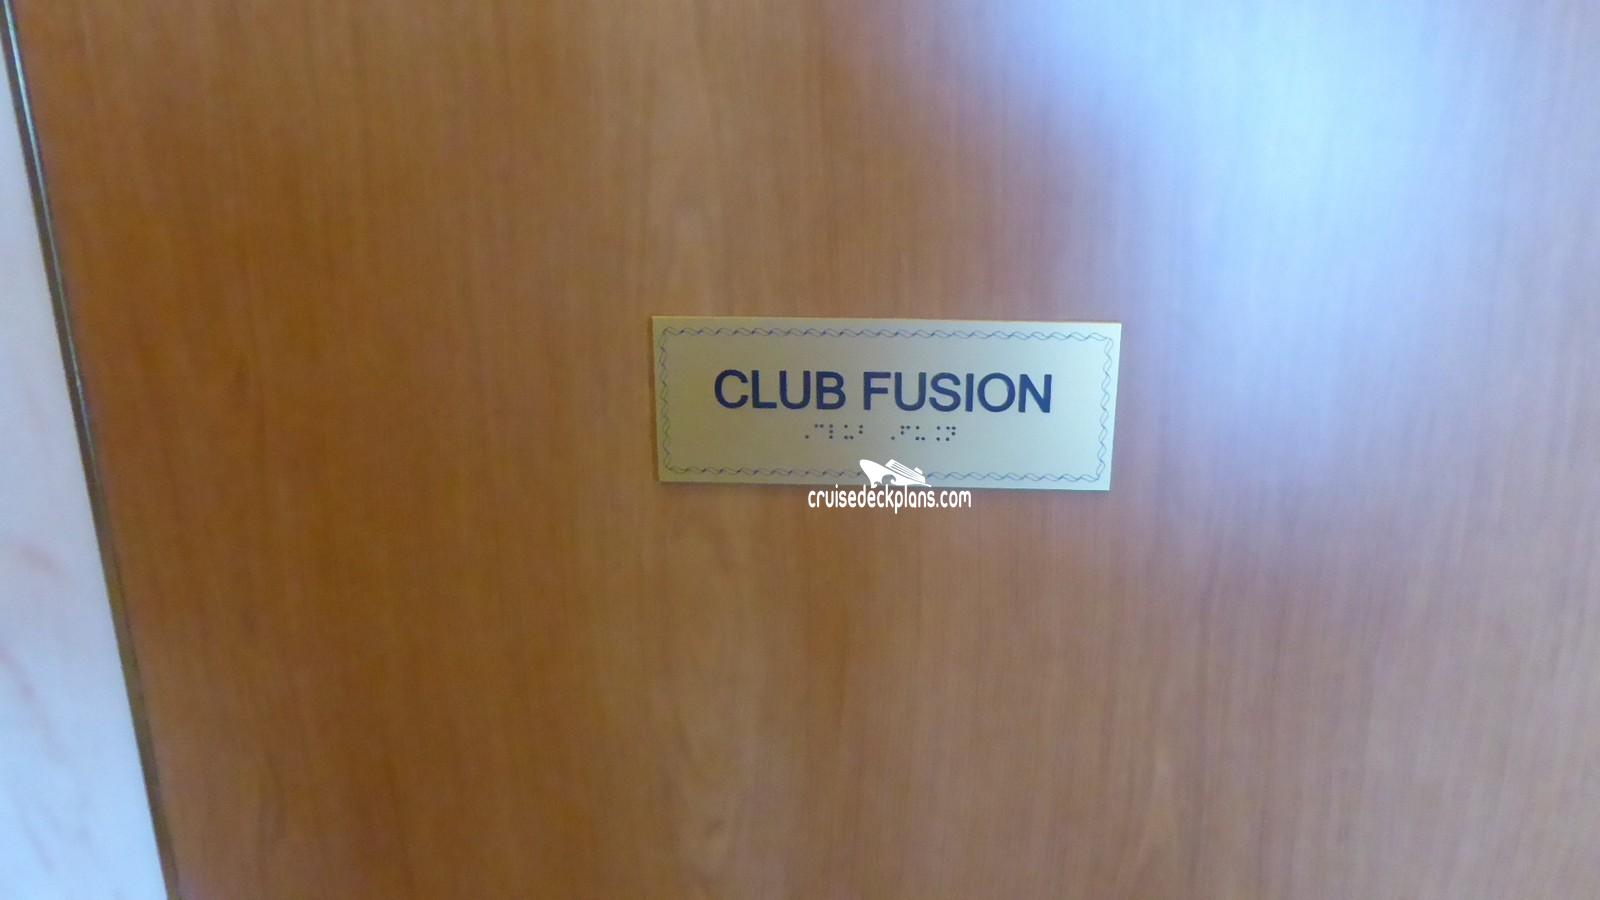 CLUB FUSION
⠠⠉⠇⠥⠃ ⠠⠋⠥⠨⠝
cruisedeckplans.com